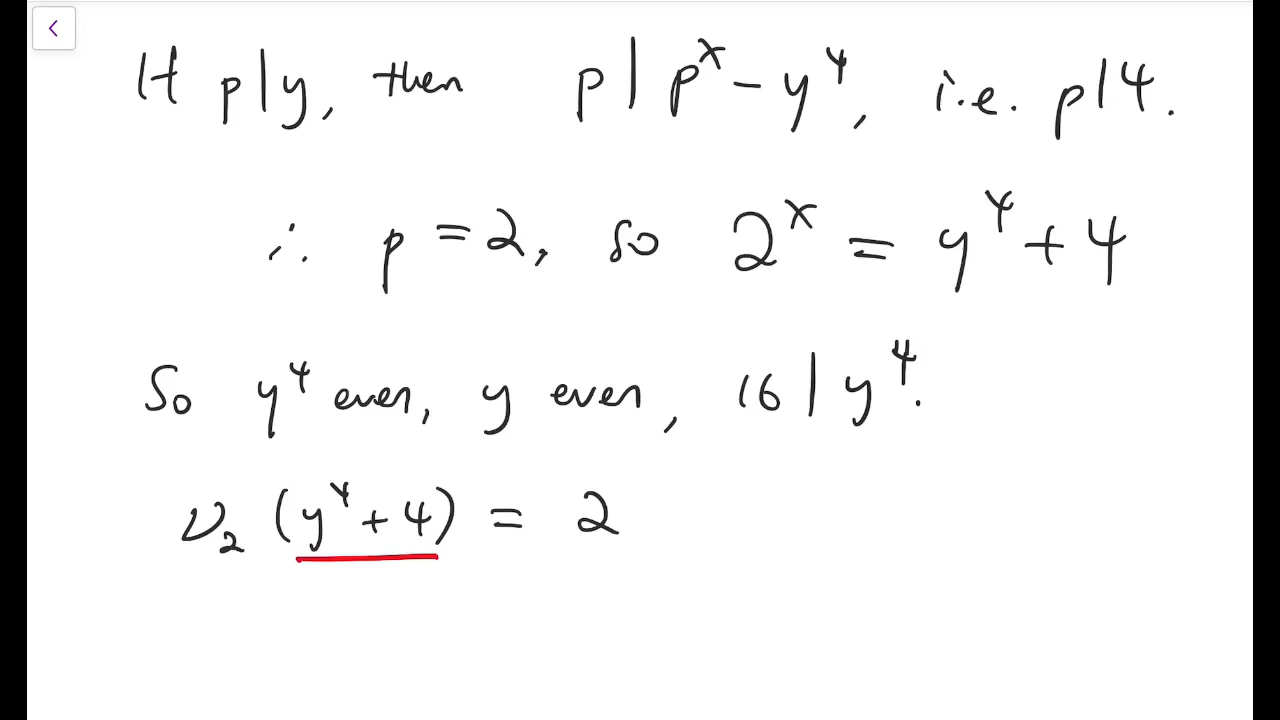 If p|y, then p | p^x - y^4, i.e. p|4.
∴ p = 2, so 2^x = y^4 + 4
So y^4 even, y even, 16 | y^4.
ν_2 (y^4 + 4) = 2